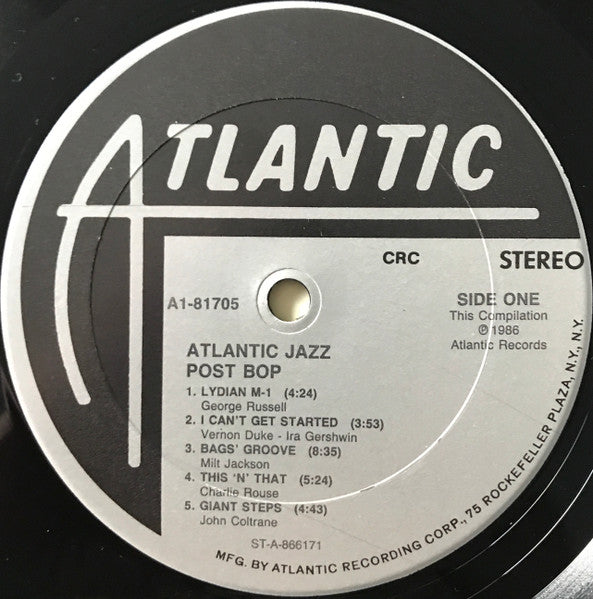 ATLANTIC
CRC
STEREO
A1-81705
SIDE ONE
This Compilation
℗ 1986
Atlantic Records
ATLANTIC JAZZ
POST BOP
1. LYDIAN M-1 (4:24)
George Russell
2. I CAN'T GET STARTED (3:53)
Vernon Duke - Ira Gershwin
3. BAGS' GROOVE (8:35)
Milt Jackson
4. THIS 'N' THAT (5:24)
Charlie Rouse
5. GIANT STEPS (4:43)
John Coltrane
ST-A-866171
MFG. BY ATLANTIC RECORDING CORP., 75 ROCKEFELLER PLAZA, N.Y., N.Y.